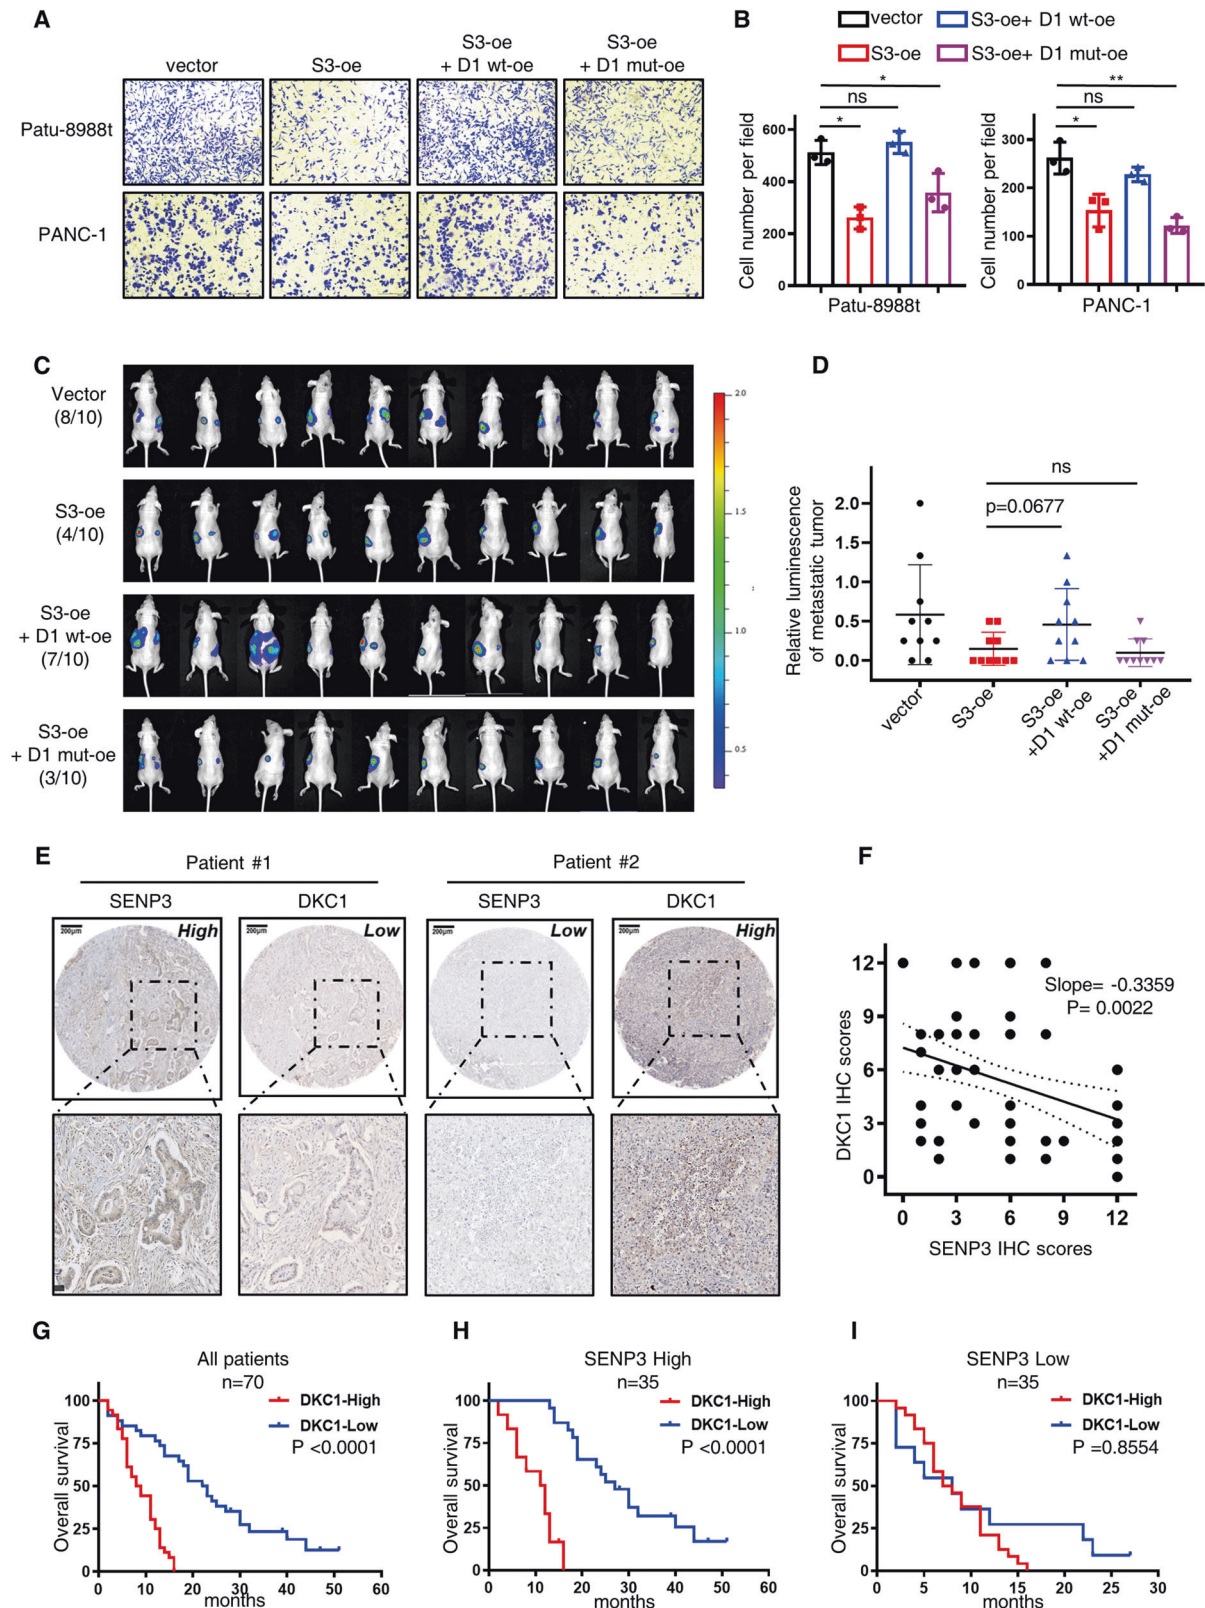 A
vector
S3-oe
S3-oe
+ D1 wt-oe
S3-oe
+ D1 mut-oe
Patu-8988t
PANC-1
B
vector
S3-oe+ D1 wt-oe
S3-oe
S3-oe+ D1 mut-oe
Cell number per field
600
400
200
0
*
ns
*
Patu-8988t
Cell number per field
300
200
100
0
**
ns
*
PANC-1
C
Vector
(8/10)
S3-oe
(4/10)
S3-oe
+ D1 wt-oe
(7/10)
S3-oe
+ D1 mut-oe
(3/10)
2.0
1.5
1.0
0.5
D
Relative luminescence
of metastatic tumor
2.0
1.5
1.0
0.5
0.0
ns
p=0.0677
vector
S3-oe
S3-oe
+D1 wt-oe
S3-oe
+D1 mut-oe
E
Patient #1
Patient #2
SENP3
DKC1
SENP3
DKC1
200μm
High
200μm
Low
200μm
Low
200μm
High
F
DKC1 IHC scores
12
9
6
3
0
Slope= -0.3359
P= 0.0022
0 3 6 9 12
SENP3 IHC scores
G
All patients
n=70
DKC1-High
DKC1-Low
P <0.0001
Overall survival
100
75
50
25
0
0 10 20 30 40 50 60
months
H
SENP3 High
n=35
DKC1-High
DKC1-Low
P <0.0001
Overall survival
100
75
50
25
0
0 10 20 30 40 50 60
months
I
SENP3 Low
n=35
DKC1-High
DKC1-Low
P =0.8554
Overall survival
100
75
50
25
0
0 5 10 15 20 25 30
months